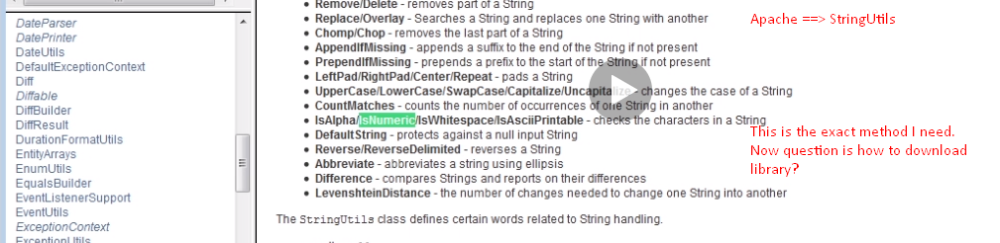 DateParser
DatePrinter
DateUtils
DefaultExceptionContext
Diff
Diffable
DiffBuilder
DiffResult
DurationFormatUtils
EntityArrays
EnumUtils
EqualsBuilder
EventListenerSupport
EventUtils
ExceptionContext
ExceptionUtils
Remove/Delete - removes part of a String
Replace/Overlay - Searches a String and replaces one String with another
Chomp/Chop - removes the last part of a String
AppendIfMissing - appends a suffix to the end of the String if not present
PrependIfMissing - prepends a prefix to the start of the String if not present
LeftPad/RightPad/Center/Repeat - pads a String
UpperCase/LowerCase/SwapCase/Capitalize/Uncapitalize - changes the case of a String
CountMatches - counts the number of occurrences of one String in another
IsAlpha/IsNumeric/IsWhitespace/IsAsciiPrintable - checks the characters in a String
DefaultString - protects against a null input String
Reverse/ReverseDelimited - reverses a String
Abbreviate - abbreviates a string using ellipsis
Difference - compares Strings and reports on their differences
LevenshteinDistance - the number of changes needed to change one String into another
The StringUtils class defines certain words related to String handling.
Apache ==> StringUtils
This is the exact method I need.
Now question is how to download
library?